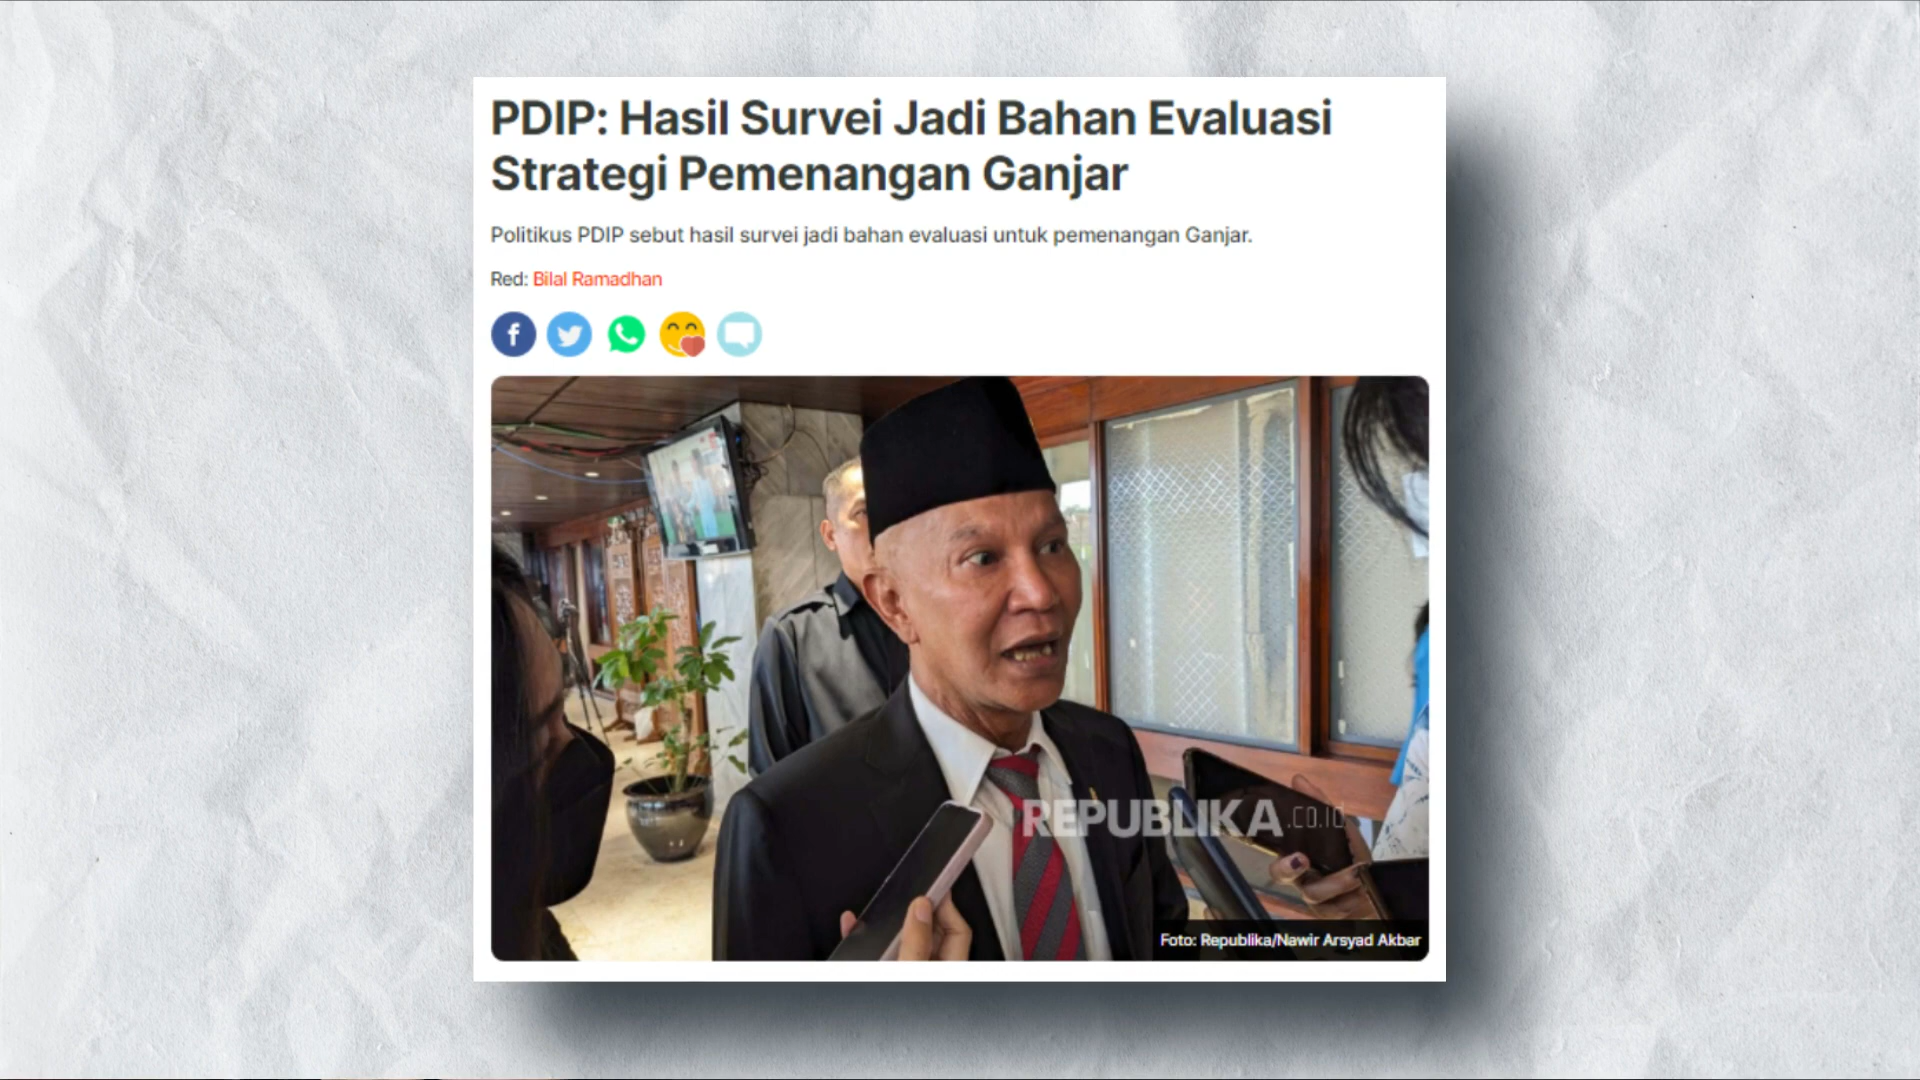 PDIP: Hasil Survei Jadi Bahan Evaluasi
Strategi Pemenangan Ganjar
Politikus PDIP sebut hasil survei jadi bahan evaluasi untuk pemenangan Ganjar.
Red: Bilal Ramadhan
REPUBLIKA.co.id
Foto: Republika/Nawir Arsyad Akbar